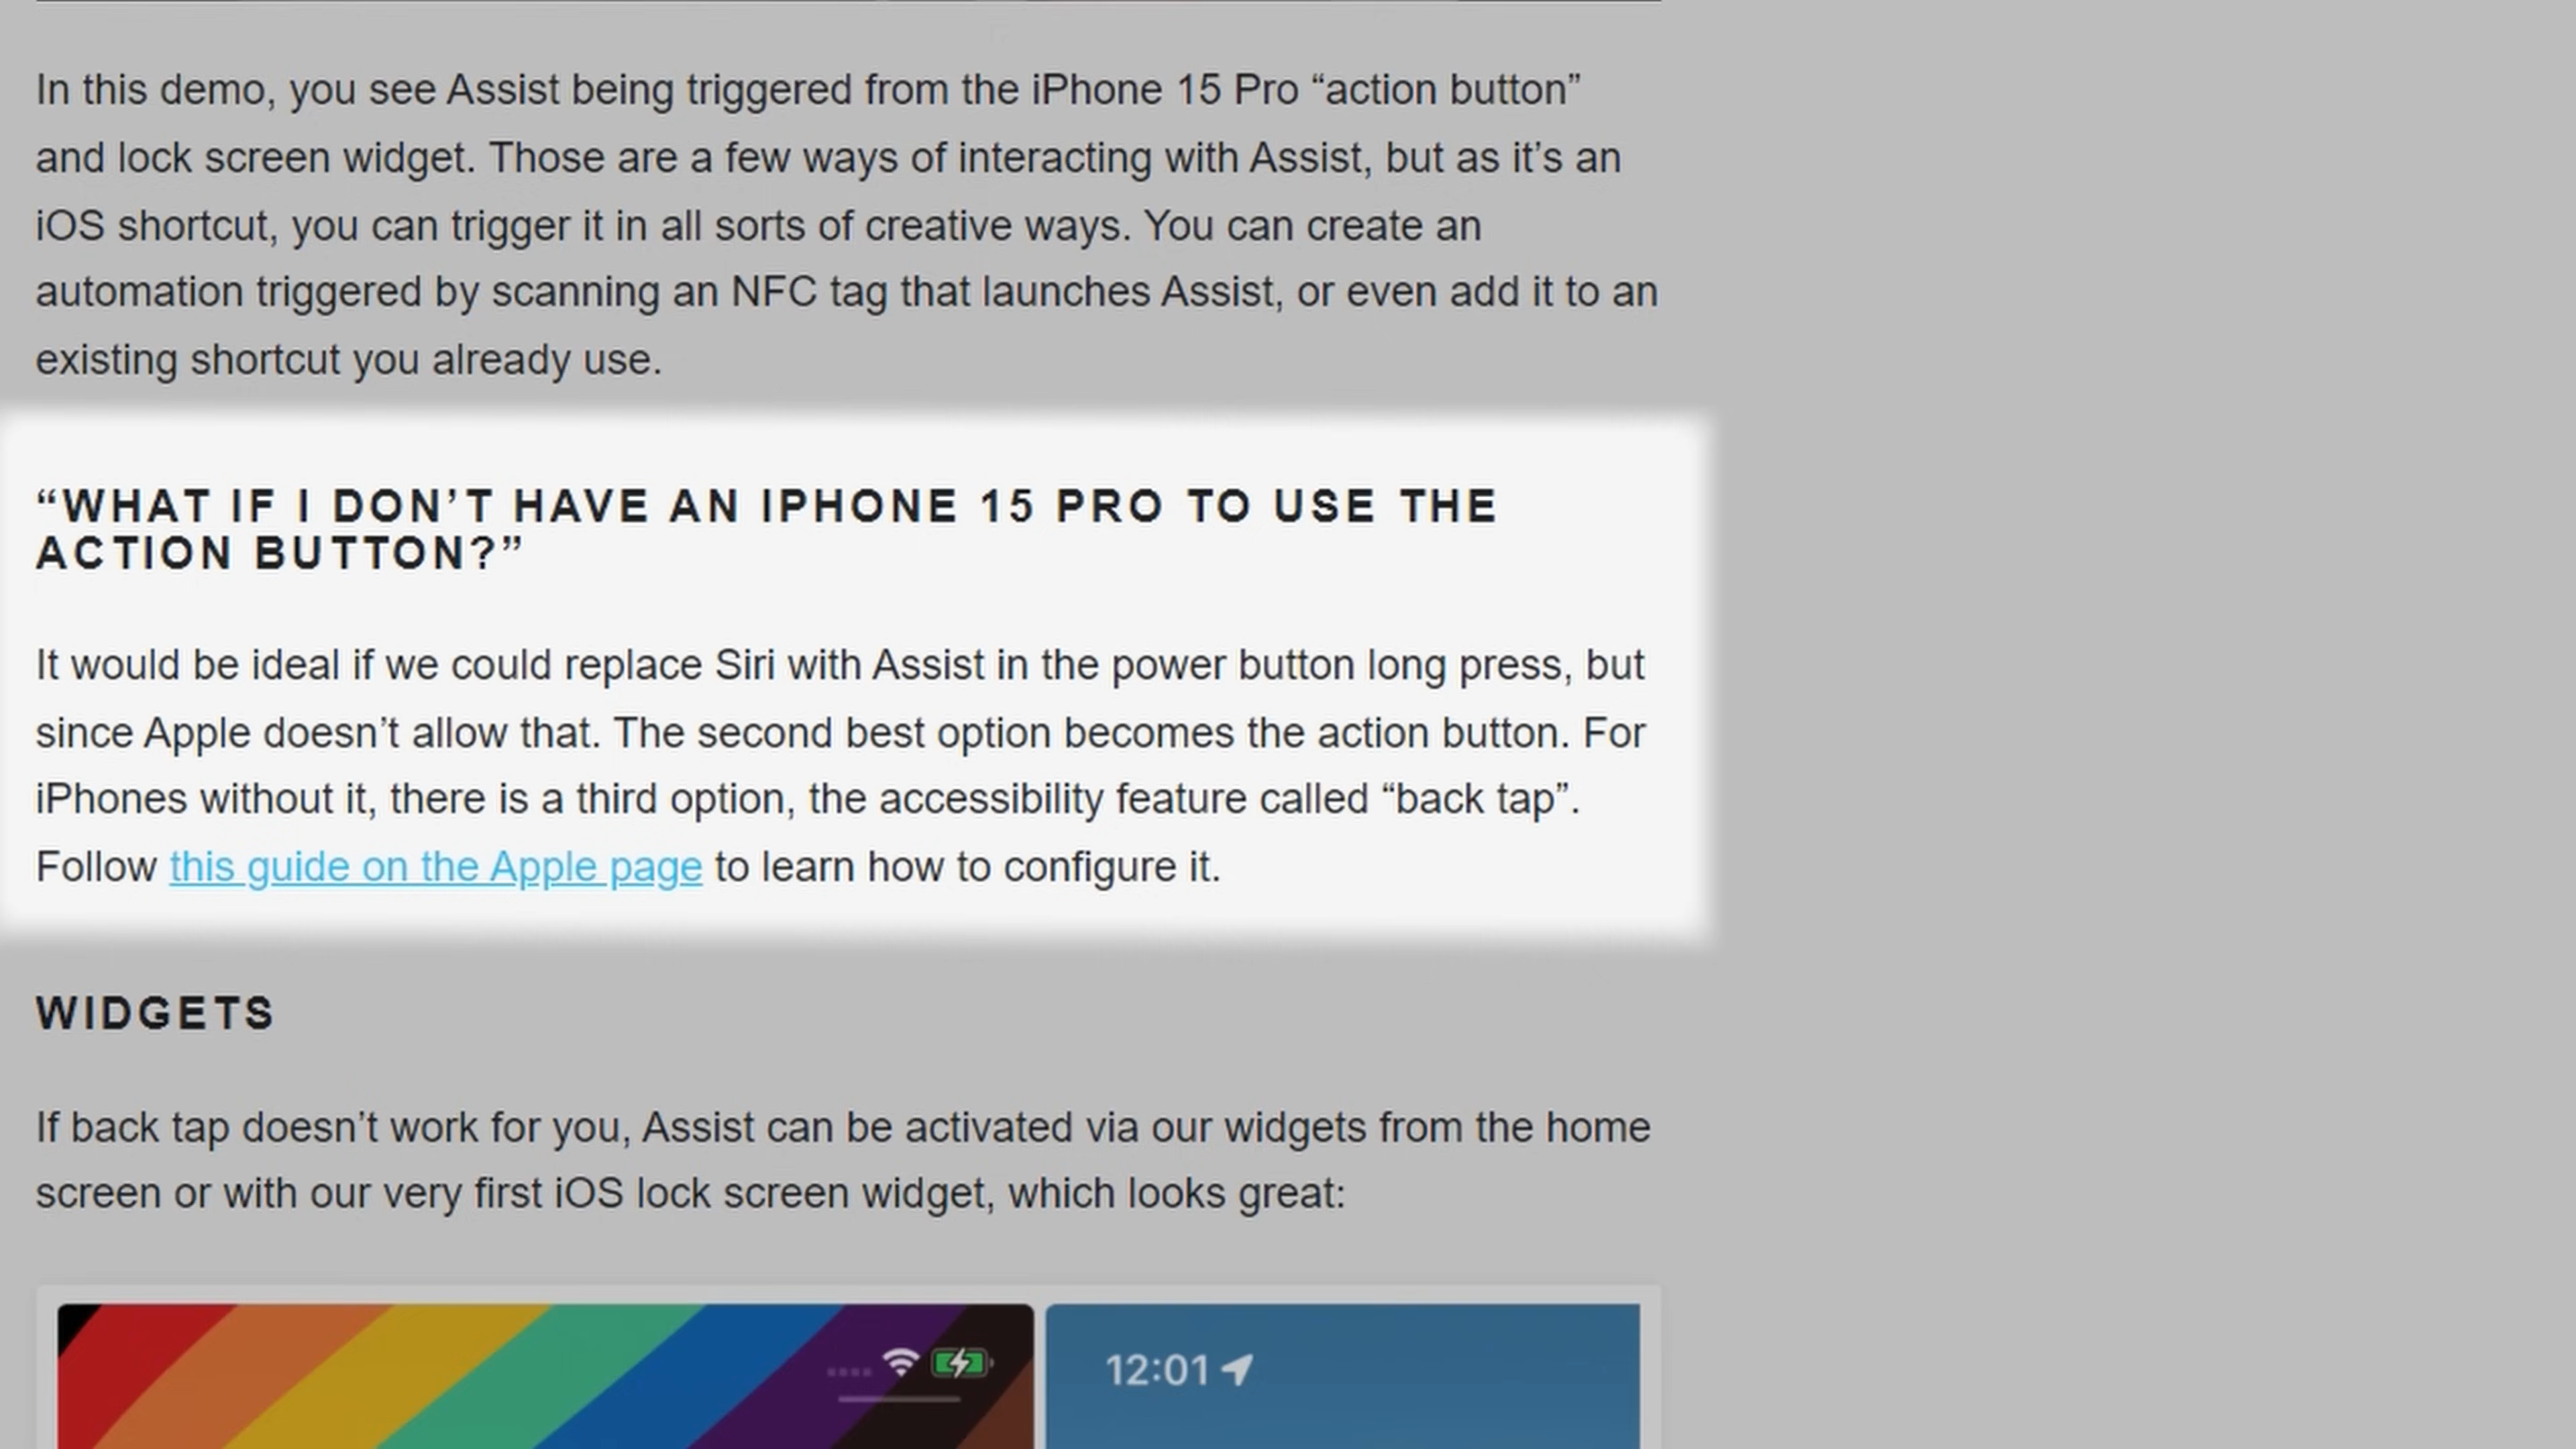 In this demo, you see Assist being triggered from the iPhone 15 Pro “action button”
and lock screen widget. Those are a few ways of interacting with Assist, but as it’s an
iOS shortcut, you can trigger it in all sorts of creative ways. You can create an
automation triggered by scanning an NFC tag that launches Assist, or even add it to an
existing shortcut you already use.
“WHAT IF I DON’T HAVE AN IPHONE 15 PRO TO USE THE
ACTION BUTTON?”
It would be ideal if we could replace Siri with Assist in the power button long press, but
since Apple doesn’t allow that. The second best option becomes the action button. For
iPhones without it, there is a third option, the accessibility feature called “back tap”.
Follow this guide on the Apple page to learn how to configure it.
WIDGETS
If back tap doesn’t work for you, Assist can be activated via our widgets from the home
screen or with our very first iOS lock screen widget, which looks great:
12:01